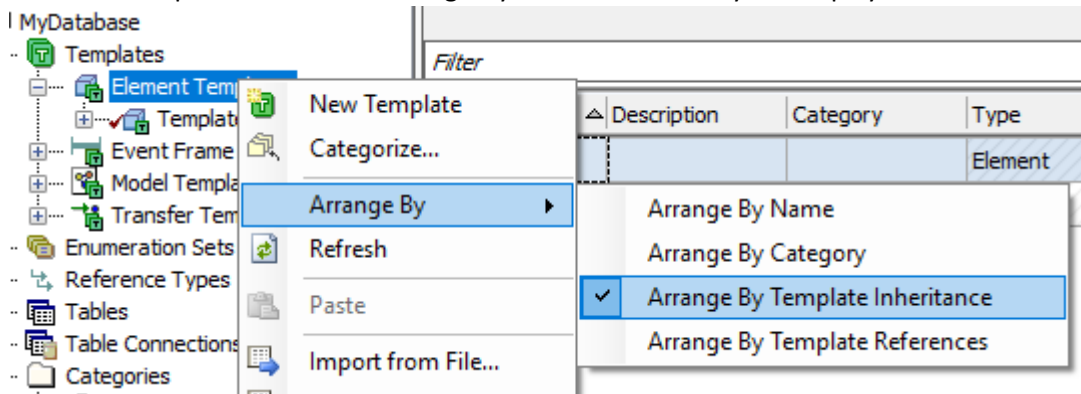 MyDatabase
Templates
Element Temp
Template
Event Frame
Model Templa
Transfer Tem
Enumeration Sets
Reference Types
Tables
Table Connections
Categories
New Template
Categorize...
Arrange By
Refresh
Paste
Import from File...
Filter
Description Category Type
Element
Arrange By Name
Arrange By Category
Arrange By Template Inheritance
Arrange By Template References